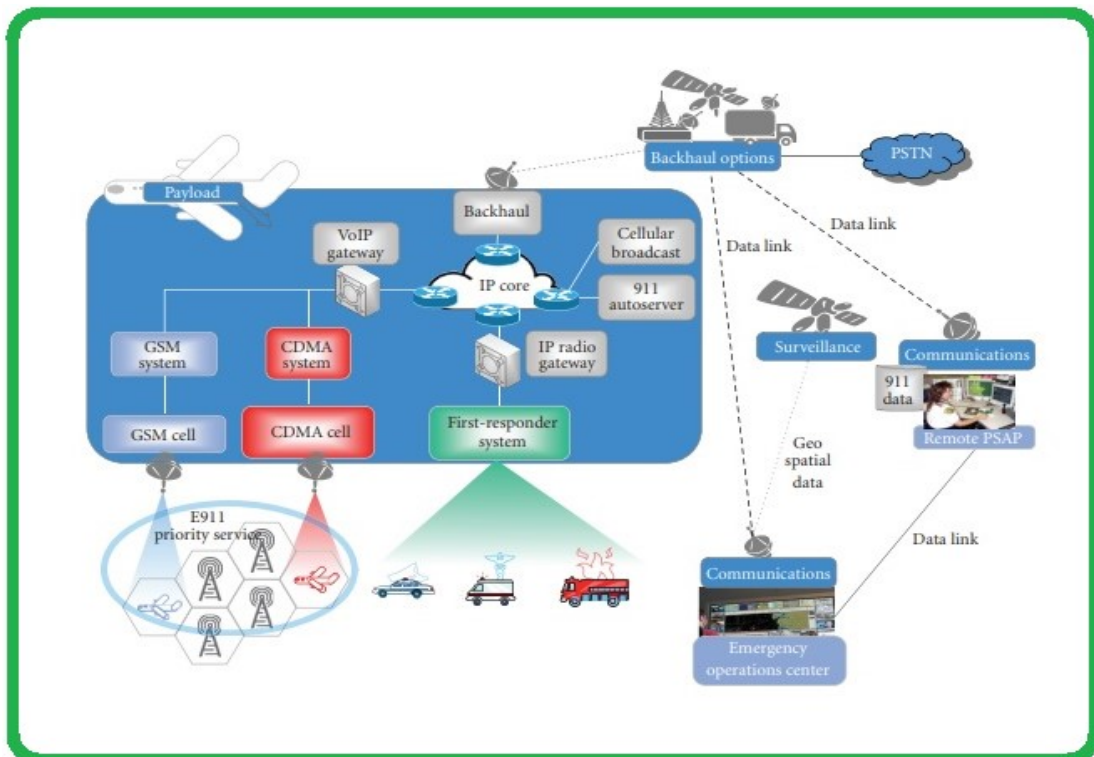 Backhaul options
PSTN
Payload
Backhaul
VoIP
gateway
Cellular
broadcast
Data link
Data link
IP core
911
autoserver
GSM
system
CDMA
system
IP radio
gateway
Surveillance
Communications
911
data
Remote PSAP
GSM cell
CDMA cell
First-responder
system
Geo
spatial
data
E911
priority service
Data link
Communications
Emergency
operations center